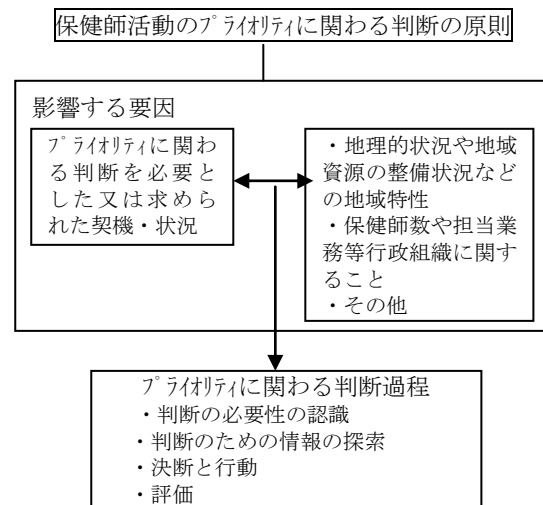 保健師活動のﾌﾟﾗｲｵﾘﾃｨに関わる判断の原則
影響する要因
ﾌﾟﾗｲｵﾘﾃｨに関わ
る判断を必要と
した又は求めら
れた契機・状況
・地理的状況や地域
資源の整備状況など
の地域特性
・保健師数や担当業
務等行政組織に関す
ること
・その他
ﾌﾟﾗｲｵﾘﾃｨに関わる判断過程
・判断の必要性の認識
・判断のための情報の探索
・決断と行動
・評価